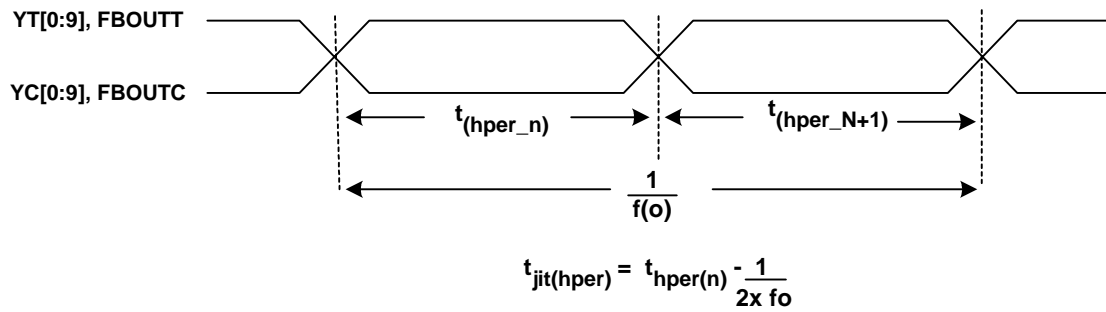 YT[0:9], FBOUTT
YC[0:9], FBOUTC
t(hper_n)
t(hper_N+1)
1
f(o)
tjit(hper) = thper(n) - 1
2x fo